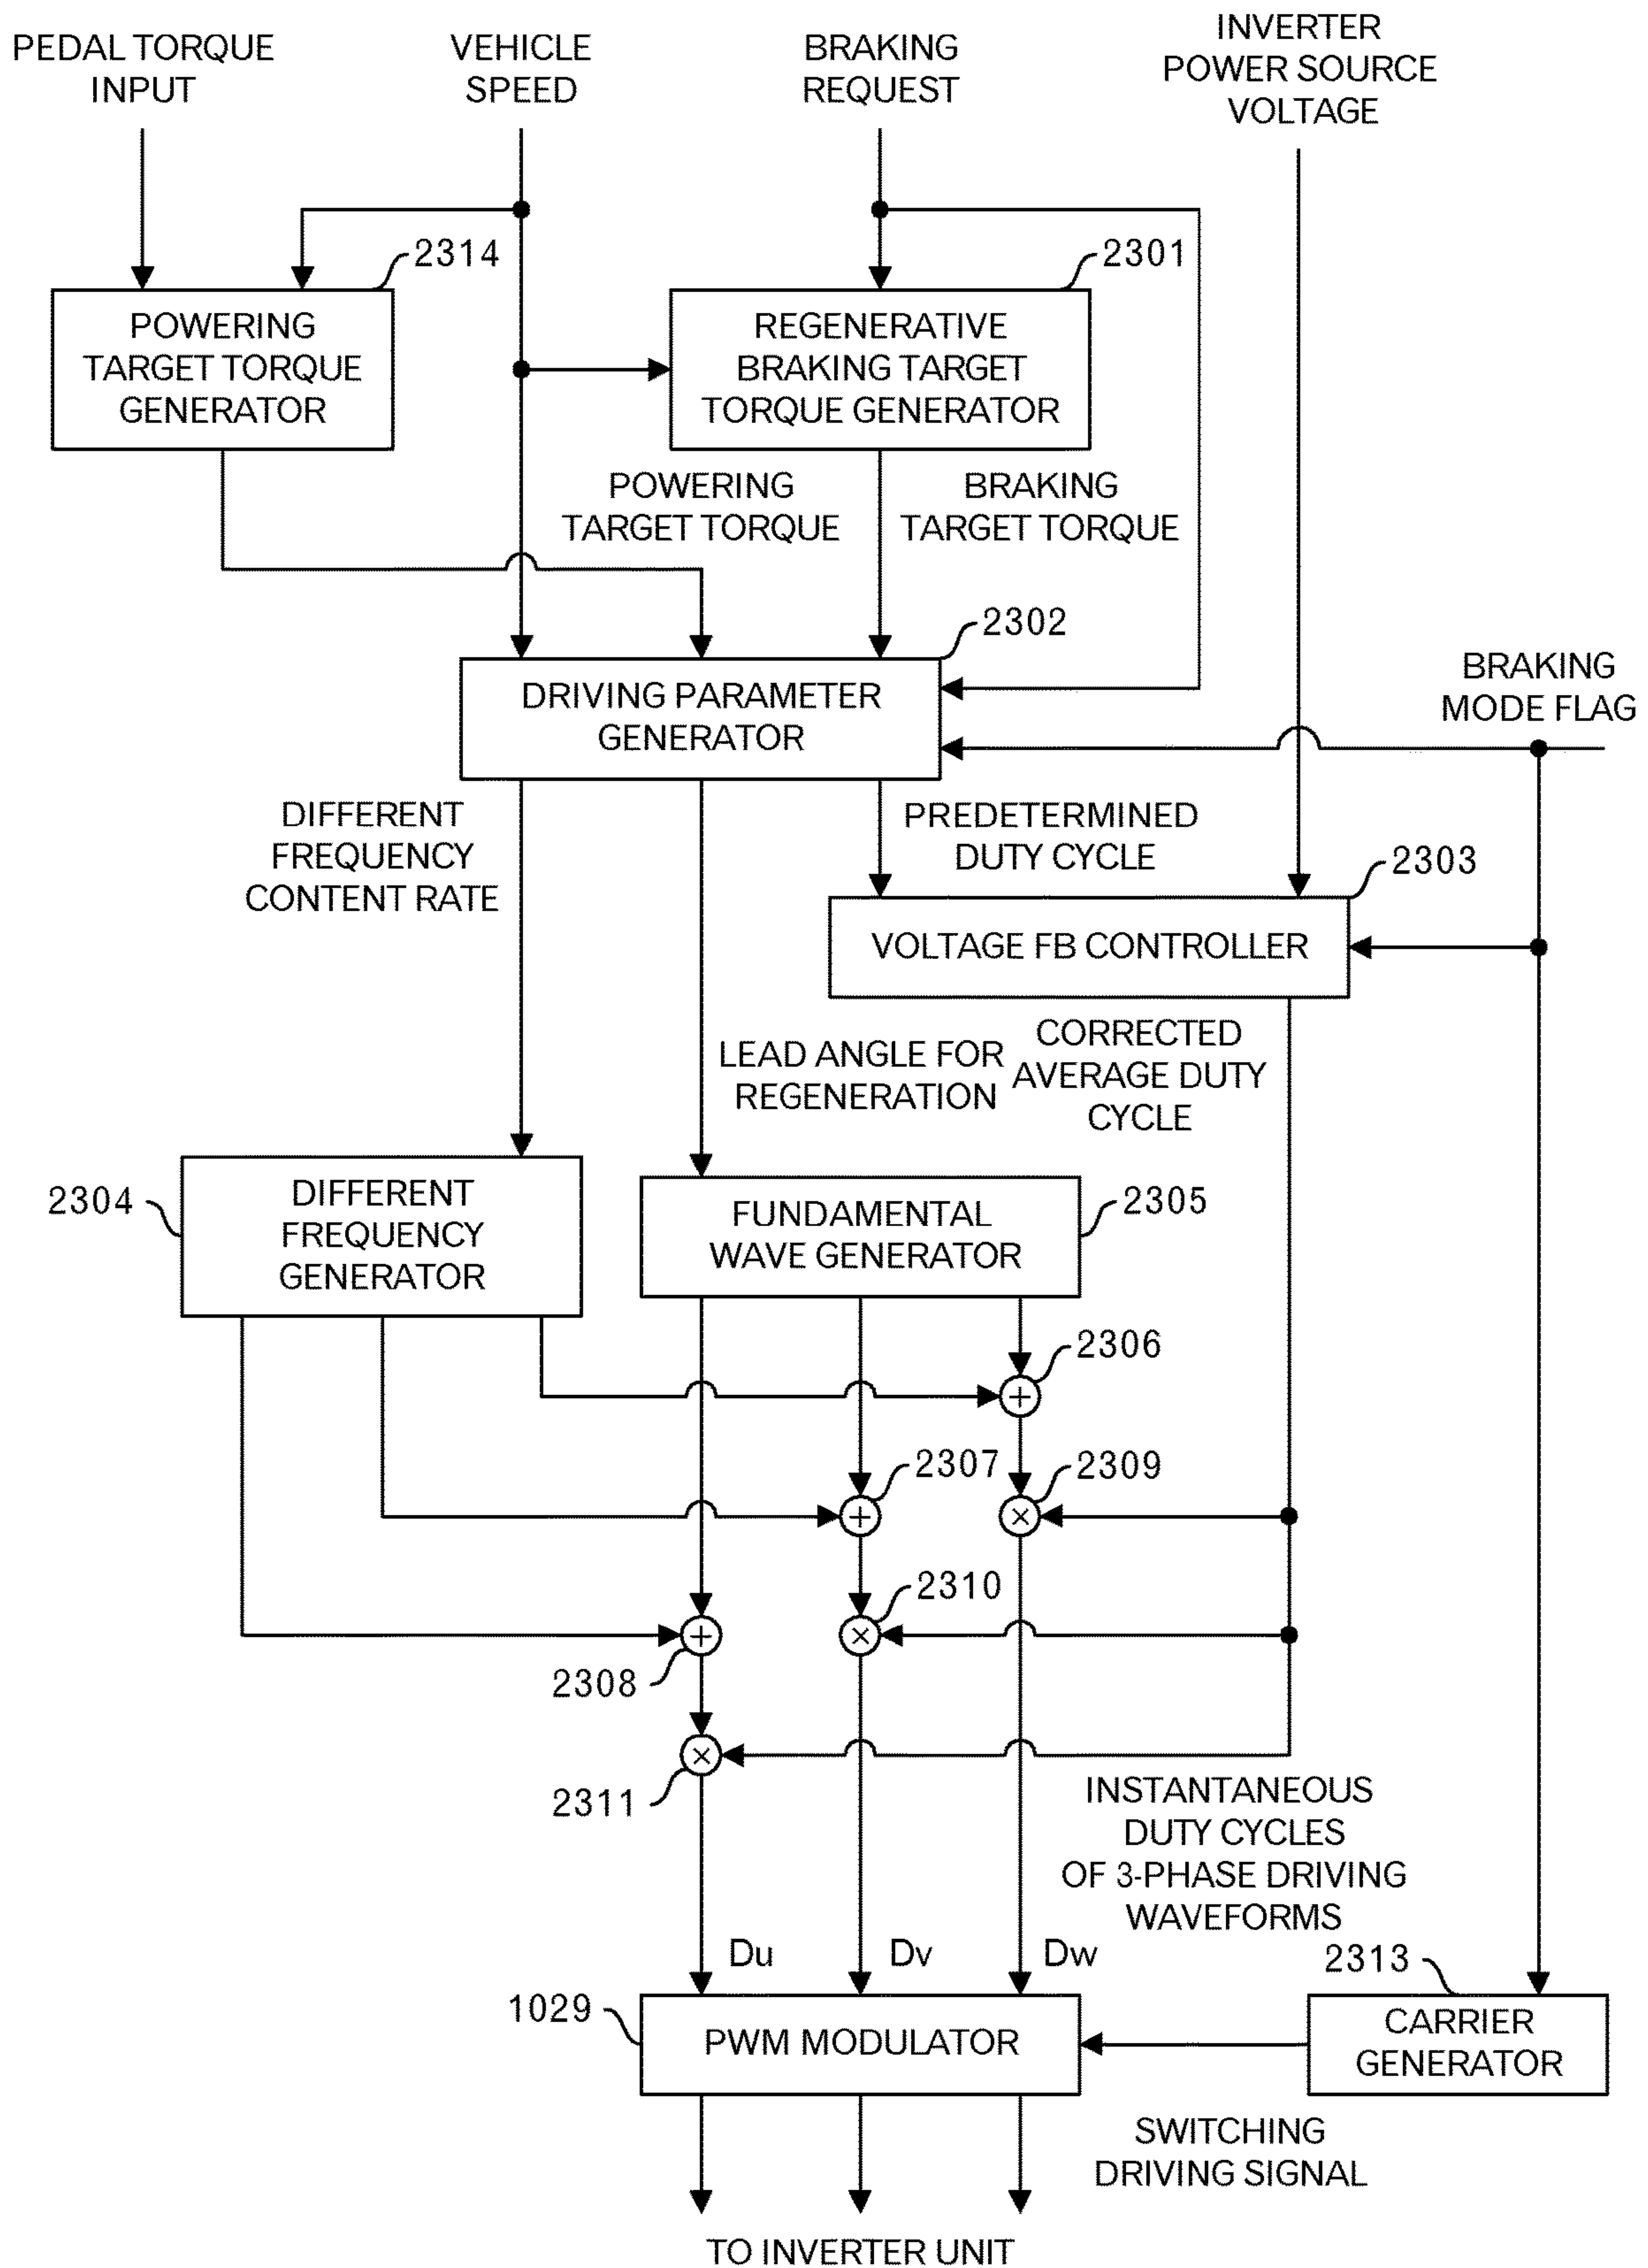 PEDAL TORQUE
INPUT
VEHICLE
SPEED
BRAKING
REQUEST
INVERTER
POWER SOURCE
VOLTAGE
2314
2301
POWERING
TARGET TORQUE
GENERATOR
REGENERATIVE
BRAKING TARGET
TORQUE GENERATOR
POWERING
TARGET TORQUE
BRAKING
TARGET TORQUE
2302
DRIVING PARAMETER
GENERATOR
BRAKING
MODE FLAG
DIFFERENT
FREQUENCY
CONTENT RATE
PREDETERMINED
DUTY CYCLE
2303
VOLTAGE FB CONTROLLER
LEAD ANGLE FOR
REGENERATION
CORRECTED
AVERAGE DUTY
CYCLE
2304
DIFFERENT
FREQUENCY
GENERATOR
2305
FUNDAMENTAL
WAVE GENERATOR
2306
+
2307
+
2309
×
2310
×
+
2308
×
2311
INSTANTANEOUS
DUTY CYCLES
OF 3-PHASE DRIVING
WAVEFORMS
Du
Dv
Dw
2313
1029
PWM MODULATOR
CARRIER
GENERATOR
SWITCHING
DRIVING SIGNAL
TO INVERTER UNIT